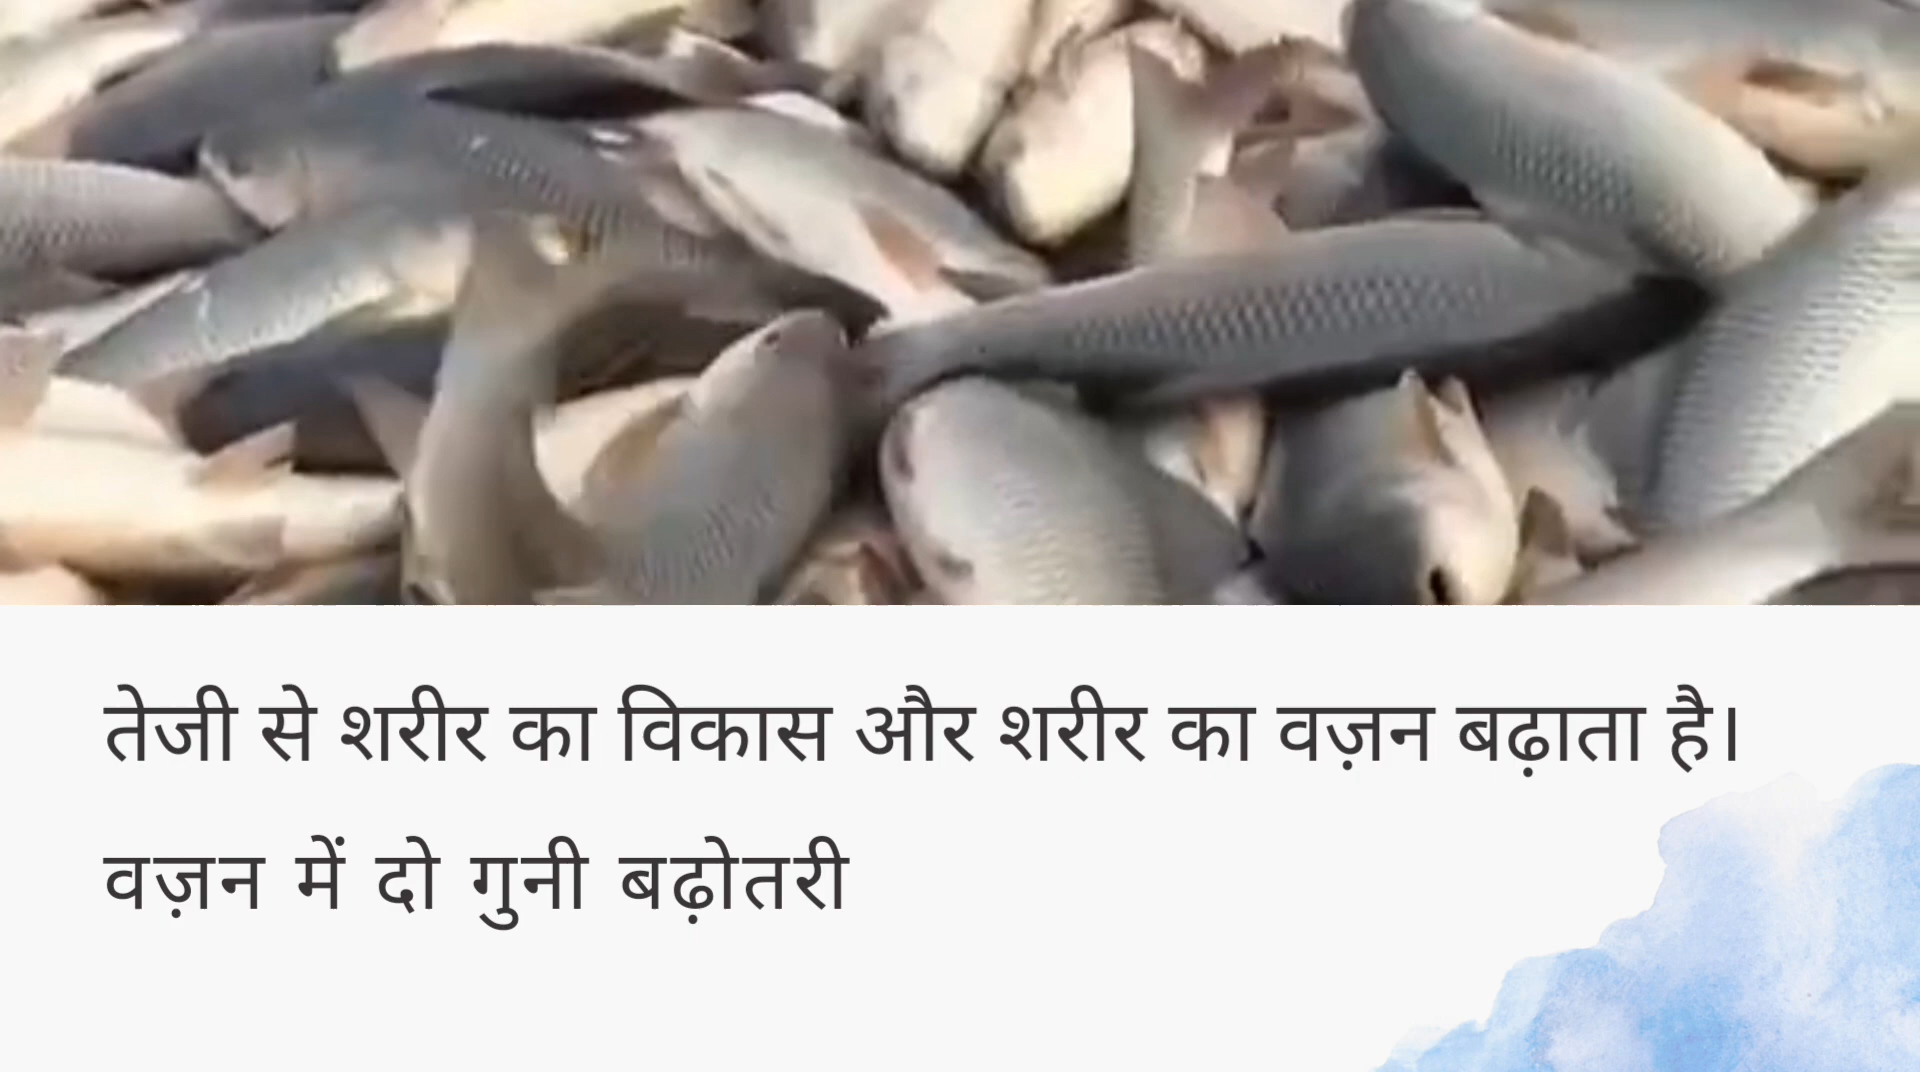 तेजी से शरीर का विकास और शरीर का वज़न बढ़ाता है।
वज़न में दो गुनी बढ़ोतरी